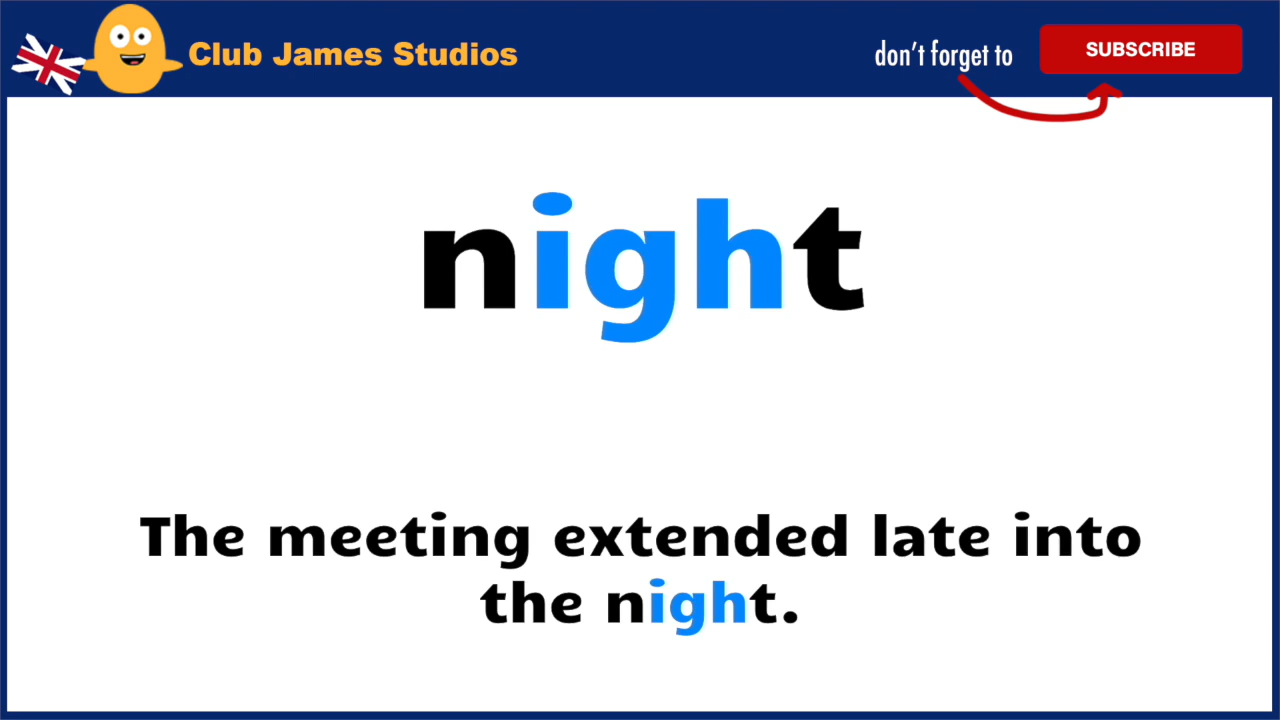 Club James Studios
don't forget to
SUBSCRIBE
night
The meeting extended late into
the night.